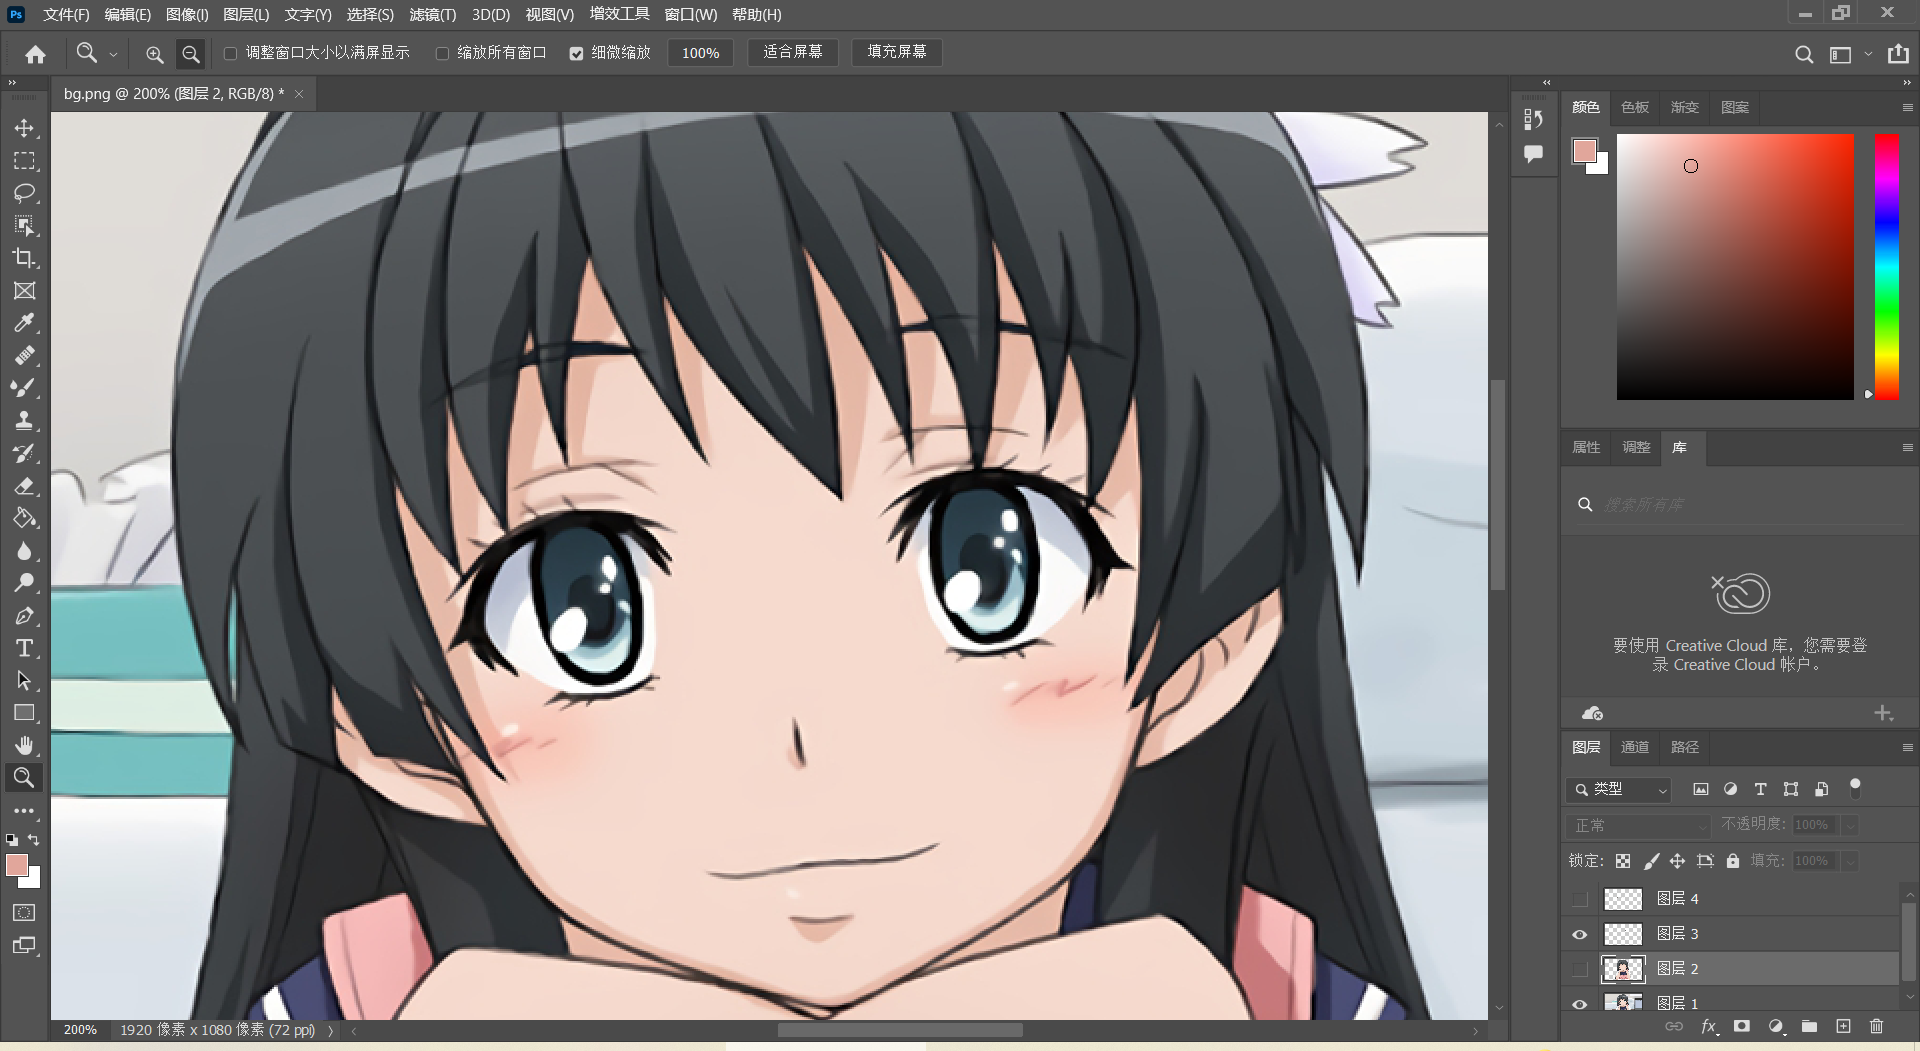 Ps 文件(F) 编辑(E) 图像(I) 图层(L) 文字(Y) 选择(S) 滤镜(T) 3D(D) 视图(V) 增效工具 窗口(W) 帮助(H)
调整窗口大小以满屏显示 缩放所有窗口 细微缩放 100% 适合屏幕 填充屏幕
bg.png @ 200% (图层 2, RGB/8) *
颜色 色板 渐变 图案
属性 调整 库
搜索所有库
要使用 Creative Cloud 库，您需要登
录 Creative Cloud 帐户。
图层 通道 路径
类型
正常 不透明度: 100%
锁定: 填充: 100%
图层 4
图层 3
图层 2
图层 1
fx
200% 1920 像素 x 1080 像素 (72 ppi)